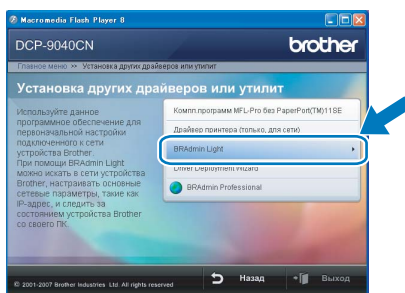 Macromedia Flash Player 8
DCP-9040CN
brother
Главное меню >> Установка других драйверов или утилит
Установка других драйверов или утилит
Используйте данное
программное обеспечение для
первоначальной настройки
подключенного к сети
устройства Brother.
При помощи BRAdmin Light
можно искать в сети устройства
Brother, настраивать основные
сетевые параметры, такие как
IP-адрес, и следить за
состоянием устройства Brother
со своего ПК.
Компл.программ MFL-Pro без PaperPort(TM)11SE
Драйвер принтера (только, для сети)
BRAdmin Light
Driver Deployment Wizard
BRAdmin Professional
© 2001-2007 Brother Industries Ltd All rights reserved
Назад
Выход